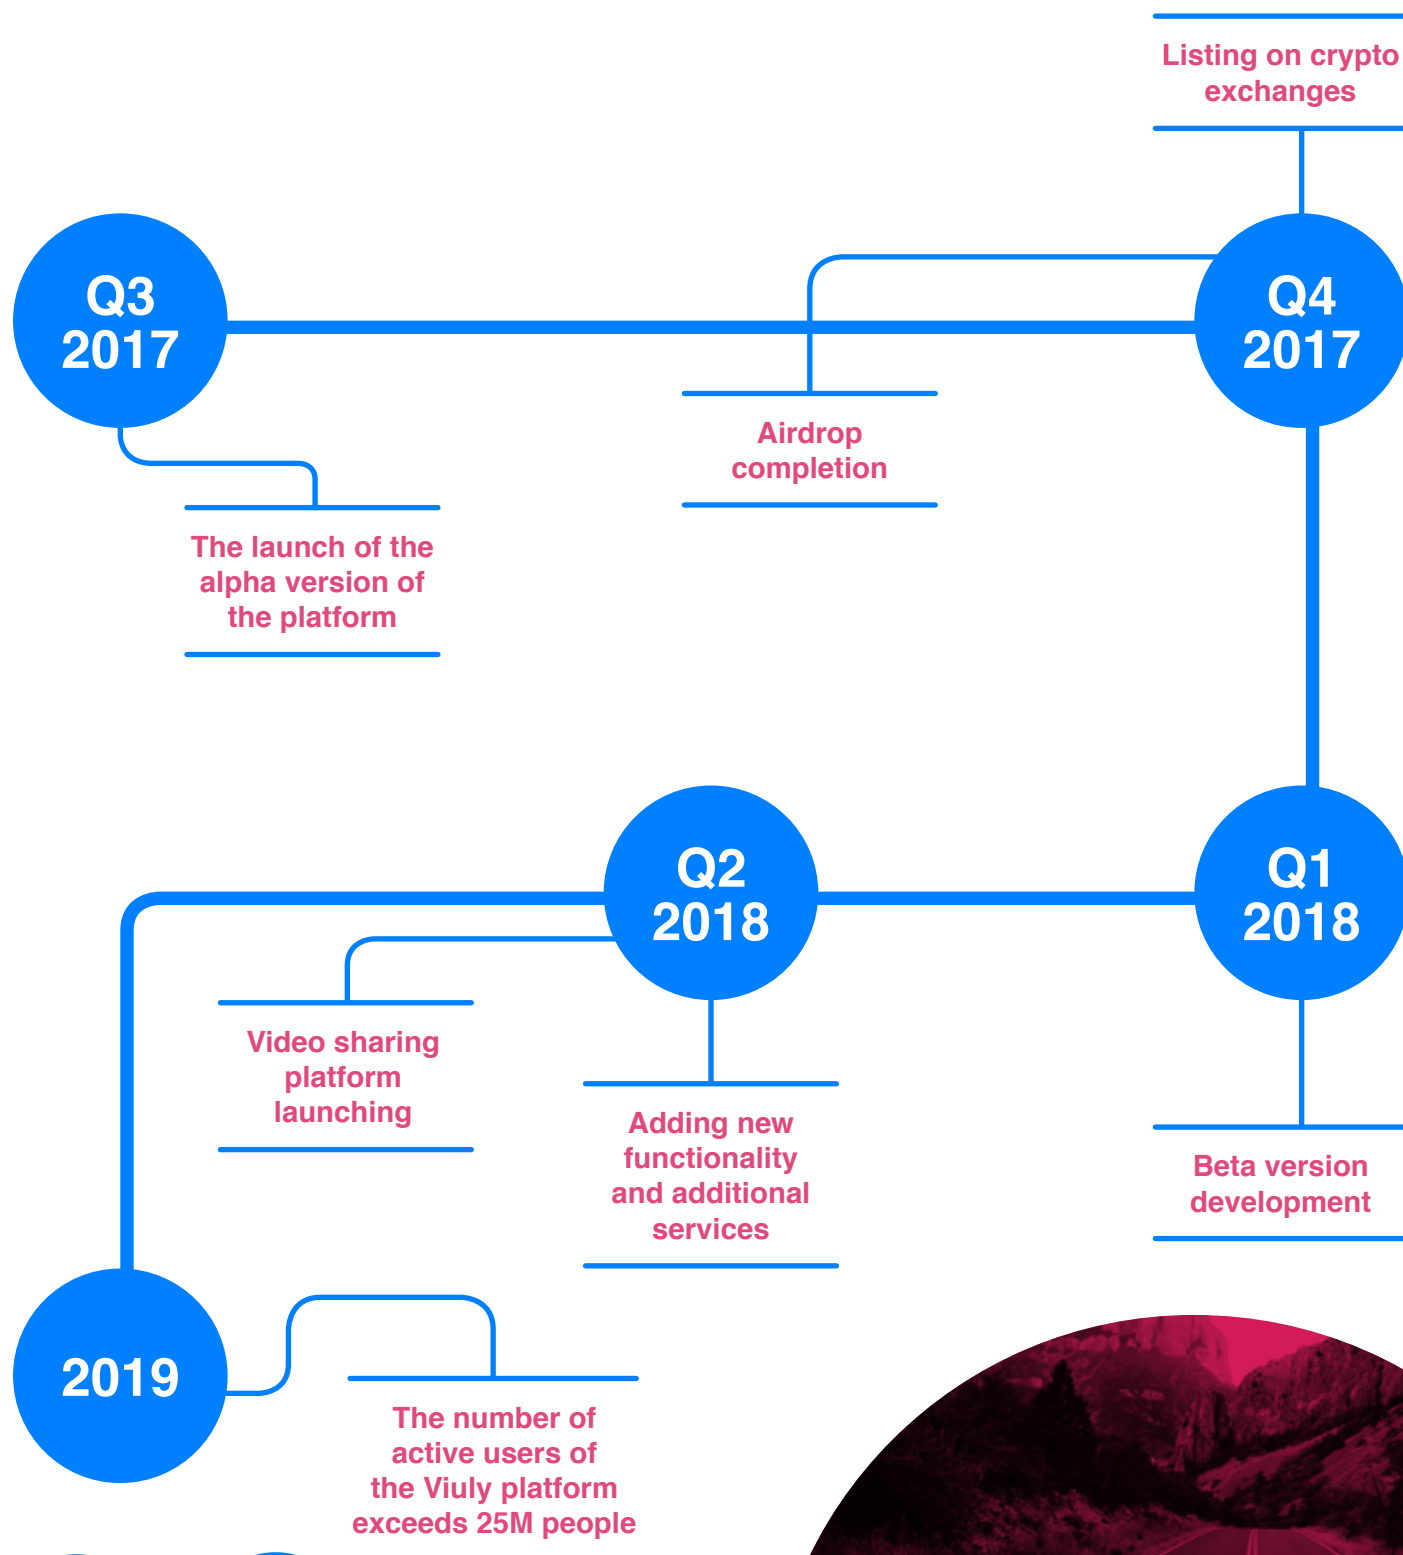 Listing on crypto
exchanges
Q3
2017
Q4
2017
Airdrop
completion
The launch of the
alpha version of
the platform
Q2
2018
Q1
2018
Video sharing
platform
launching
Adding new
functionality
and additional
services
Beta version
development
2019
The number of
active users of
the Viuly platform
exceeds 25M people